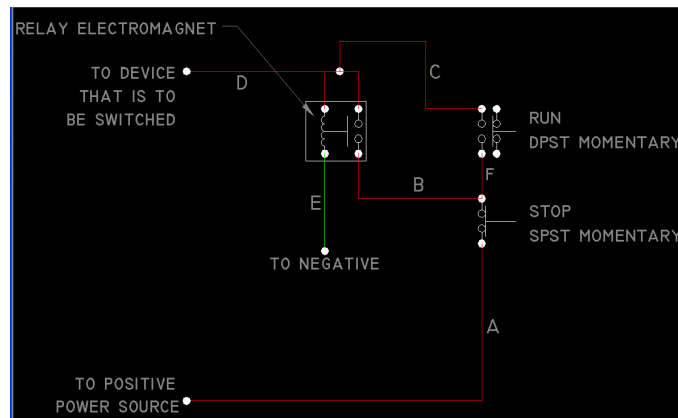 RELAY ELECTROMAGNET
TO DEVICE
THAT IS TO
BE SWITCHED
D
C
RUN
DPST MOMENTARY
F
B
E
STOP
SPST MOMENTARY
TO NEGATIVE
A
TO POSITIVE
POWER SOURCE